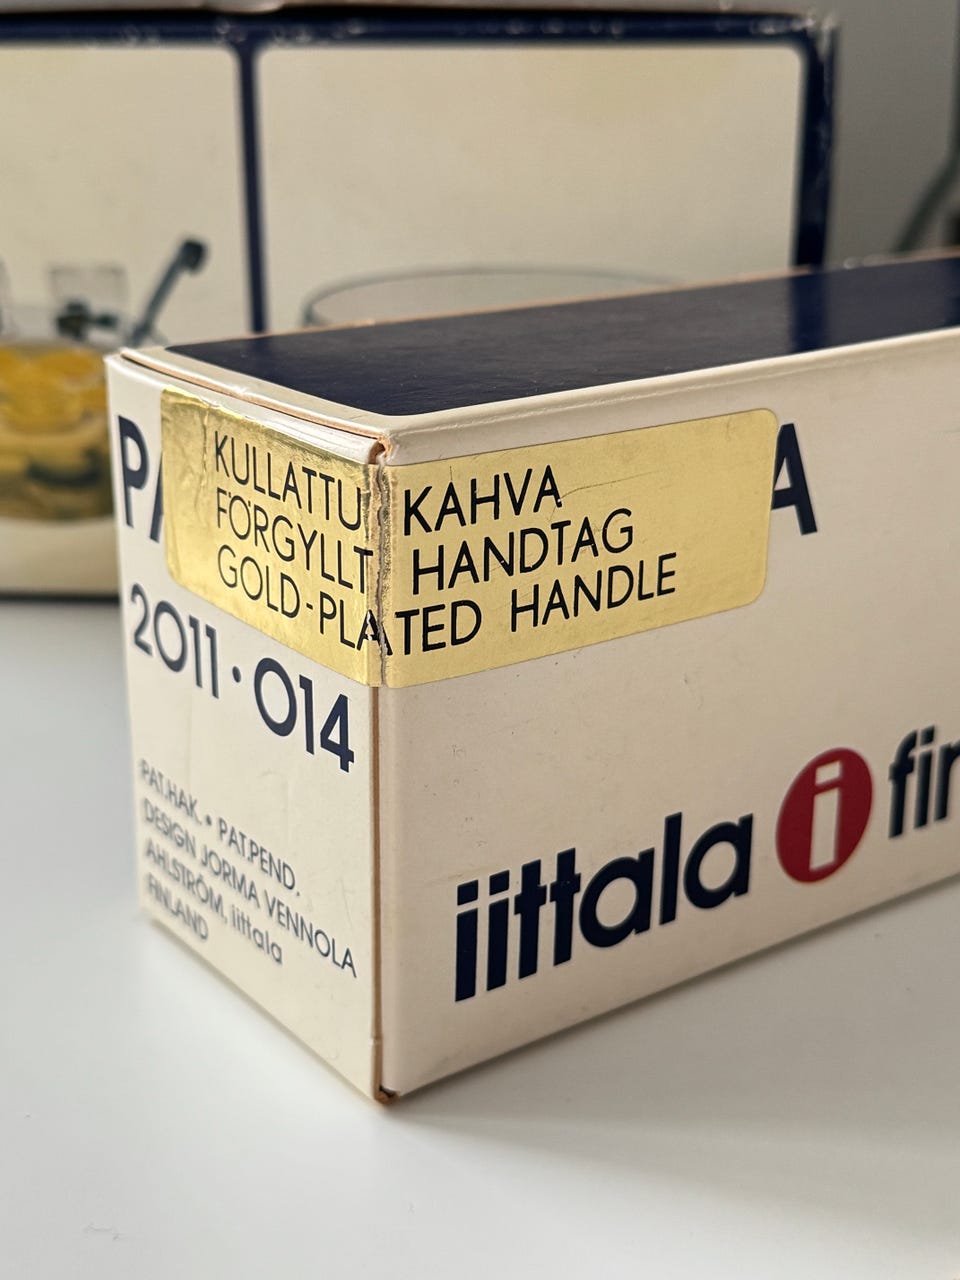 KULLATTU KAHVA
FÖRGYLLT HANDTAG
GOLD-PLATED HANDLE
2011·014
PAT.HAK. • PAT.PEND.
DESIGN JORMA VENNOLA
AHLSTRÖM, iittala
FINLAND
iittala i